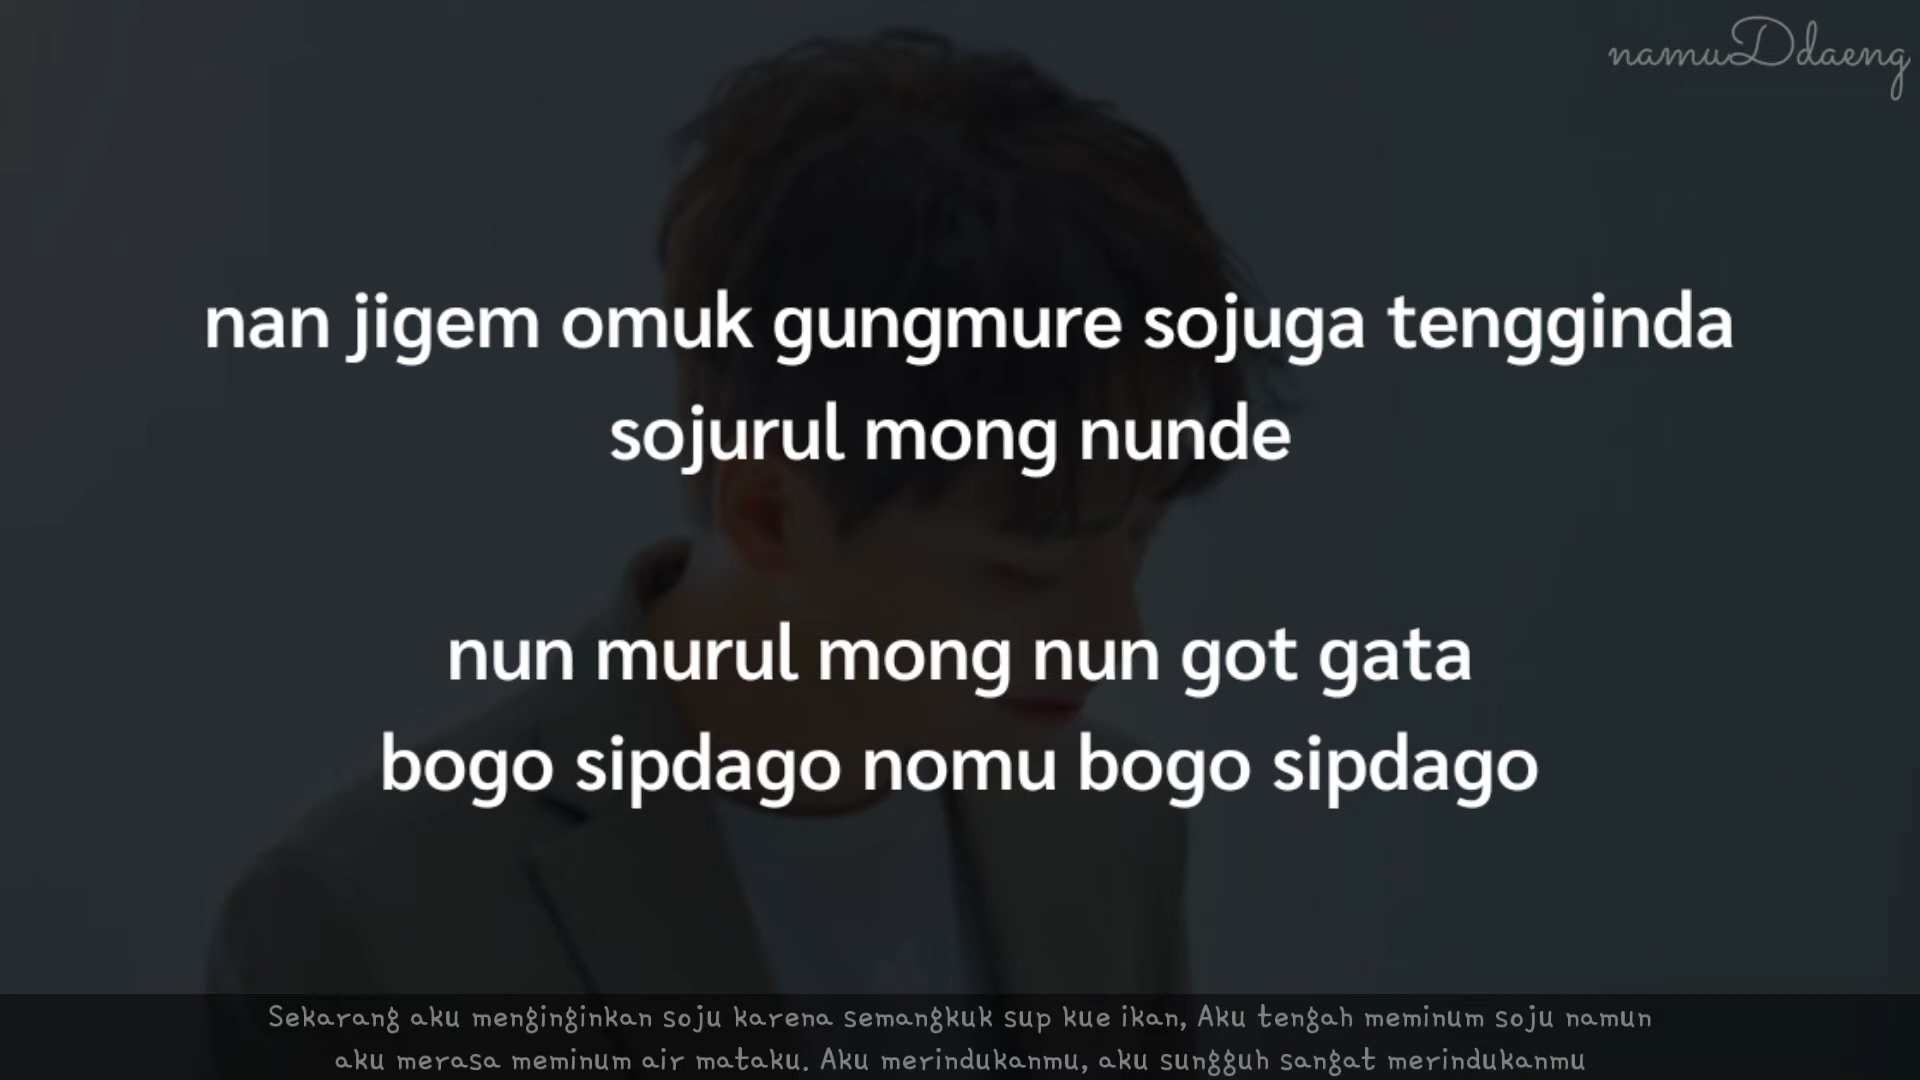 namuDdaeng
nan jigem omuk gungmure sojuga tengginda
sojurul mong nunde
nun murul mong nun got gata
bogo sipdago nomu bogo sipdago
Sekarang aku menginginkan soju karena semangkuk sup kue ikan, Aku tengah meminum soju namun
aku merasa meminum air mataku. Aku merindukanmu, aku sungguh sangat merindukanmu